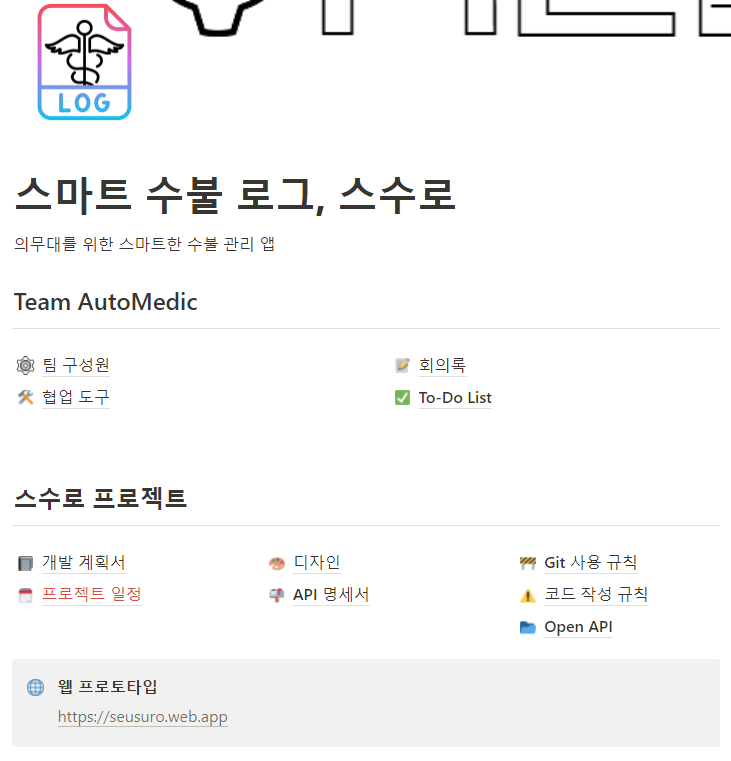 LOG
스마트 수불 로그, 스수로
의무대를 위한 스마트한 수불 관리 앱
Team AutoMedic
팀 구성원
회의록
협업 도구
To-Do List
스수로 프로젝트
개발 계획서
디자인
Git 사용 규칙
프로젝트 일정
API 명세서
코드 작성 규칙
Open API
웹 프로토타입
https://seusuro.web.app